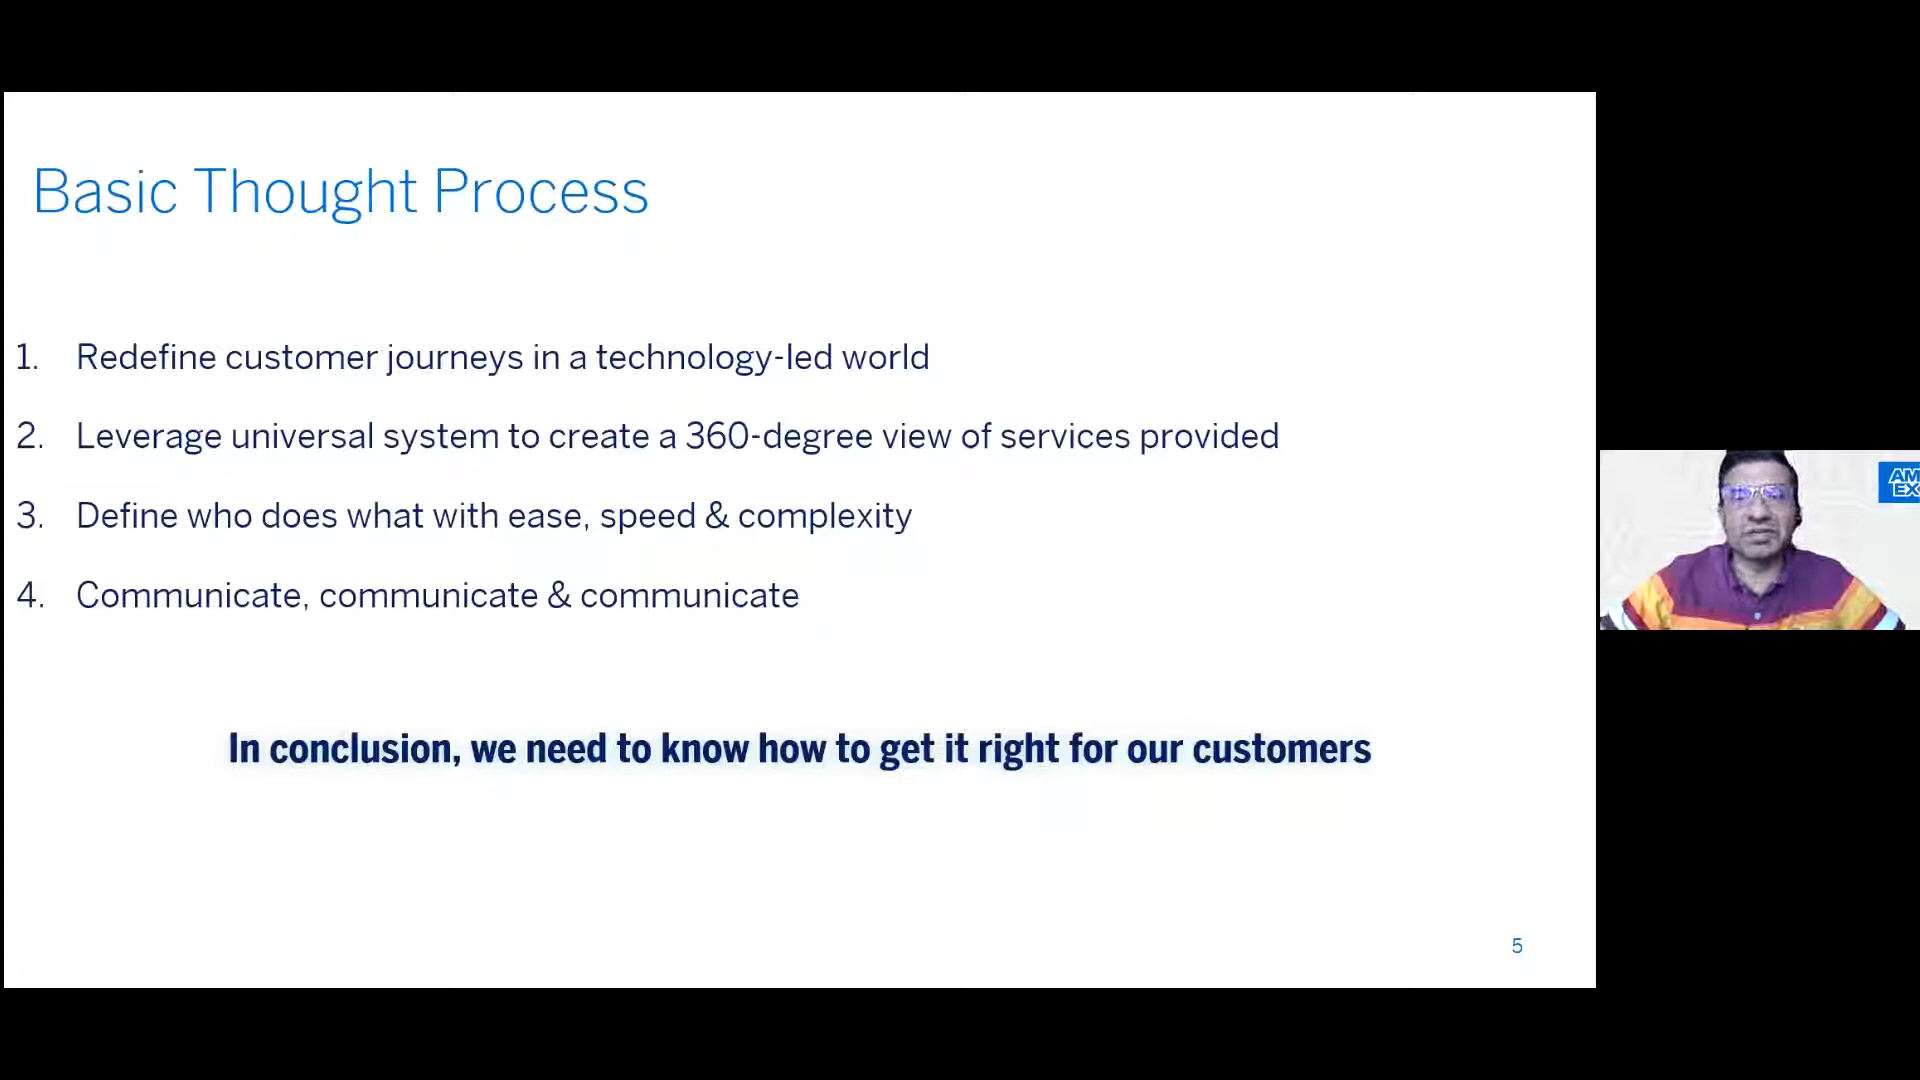 Basic Thought Process
1. Redefine customer journeys in a technology-led world
2. Leverage universal system to create a 360-degree view of services provided
3. Define who does what with ease, speed & complexity
4. Communicate, communicate & communicate
In conclusion, we need to know how to get it right for our customers
5
AM
EX